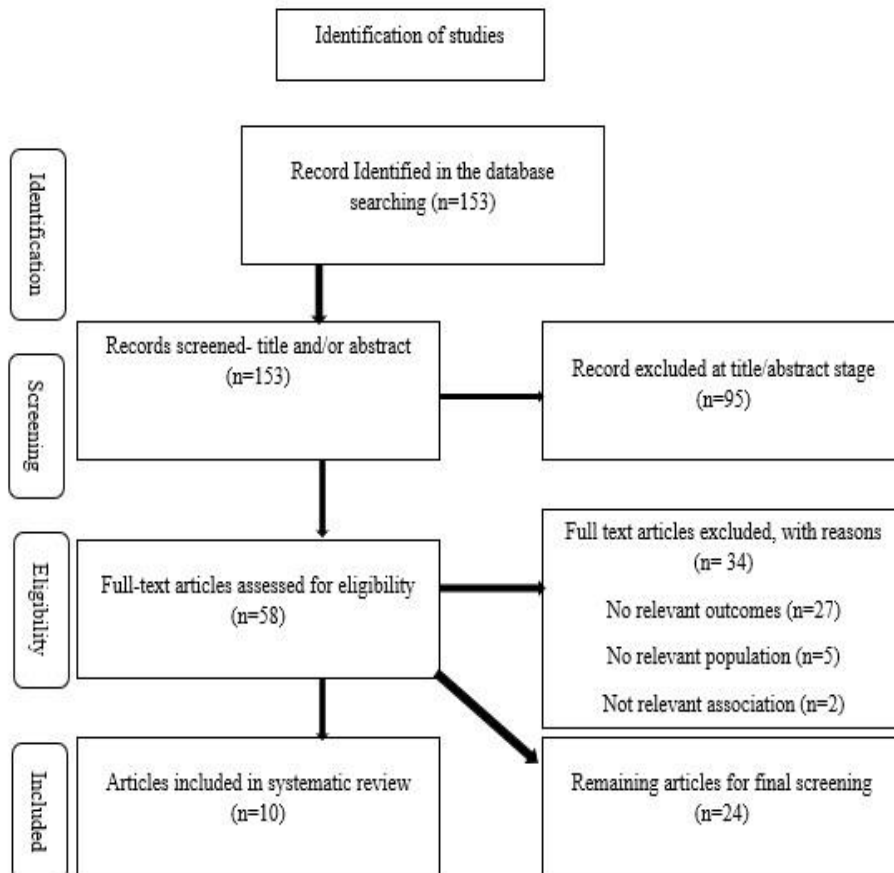 Identification of studies
Identification
Record Identified in the database
searching (n=153)
Screening
Records screened- title and/or abstract
(n=153)
Record excluded at title/abstract stage
(n=95)
Eligibility
Full-text articles assessed for eligibility
(n=58)
Full text articles excluded, with reasons
(n= 34)
No relevant outcomes (n=27)
No relevant population (n=5)
Not relevant association (n=2)
Included
Articles included in systematic review
(n=10)
Remaining articles for final screening
(n=24)